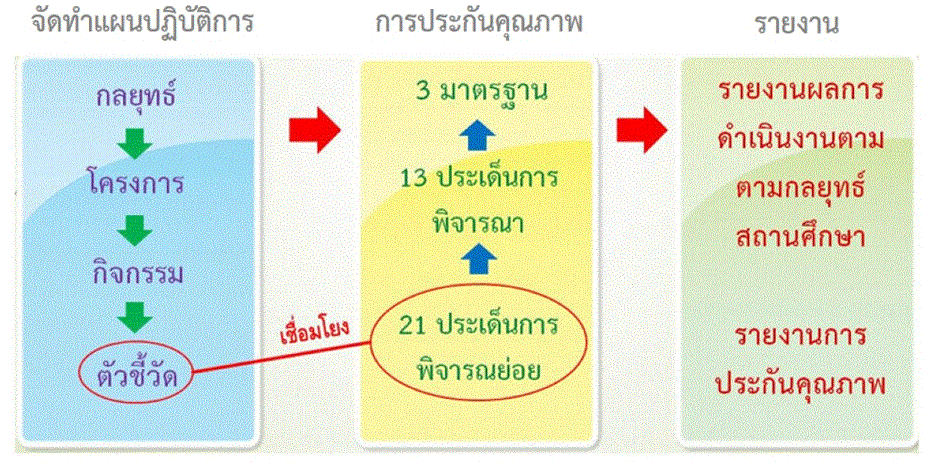 จัดทำแผนปฏิบัติการ
กลยุทธ์
โครงการ
กิจกรรม
ตัวชี้วัด
เชื่อมโยง
การประกันคุณภาพ
3 มาตรฐาน
13 ประเด็นการ
พิจารณา
21 ประเด็นการ
พิจารณย่อย
รายงาน
รายงานผลการ
ดำเนินงานตาม
ตามกลยุทธ์
สถานศึกษา
รายงานการ
ประกันคุณภาพ